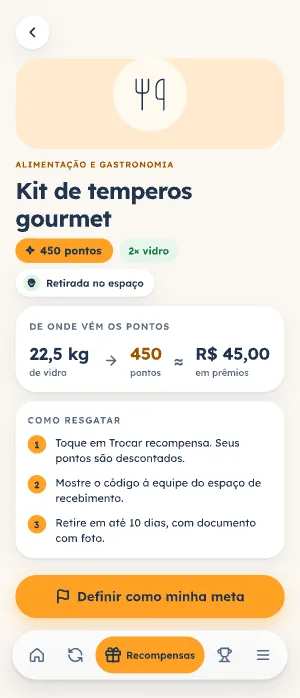 ALIMENTAÇÃO E GASTRONOMIA
Kit de temperos
gourmet
450 pontos
2× vidro
Retirada no espaço
DE ONDE VÊM OS PONTOS
22,5 kg → 450 ≈ R$ 45,00
de vidro pontos em prêmios
COMO RESGATAR
1 Toque em Trocar recompensa. Seus
pontos são descontados.
2 Mostre o código à equipe do espaço de
recebimento.
3 Retire em até 10 dias, com documento
com foto.
Definir como minha meta
Recompensas